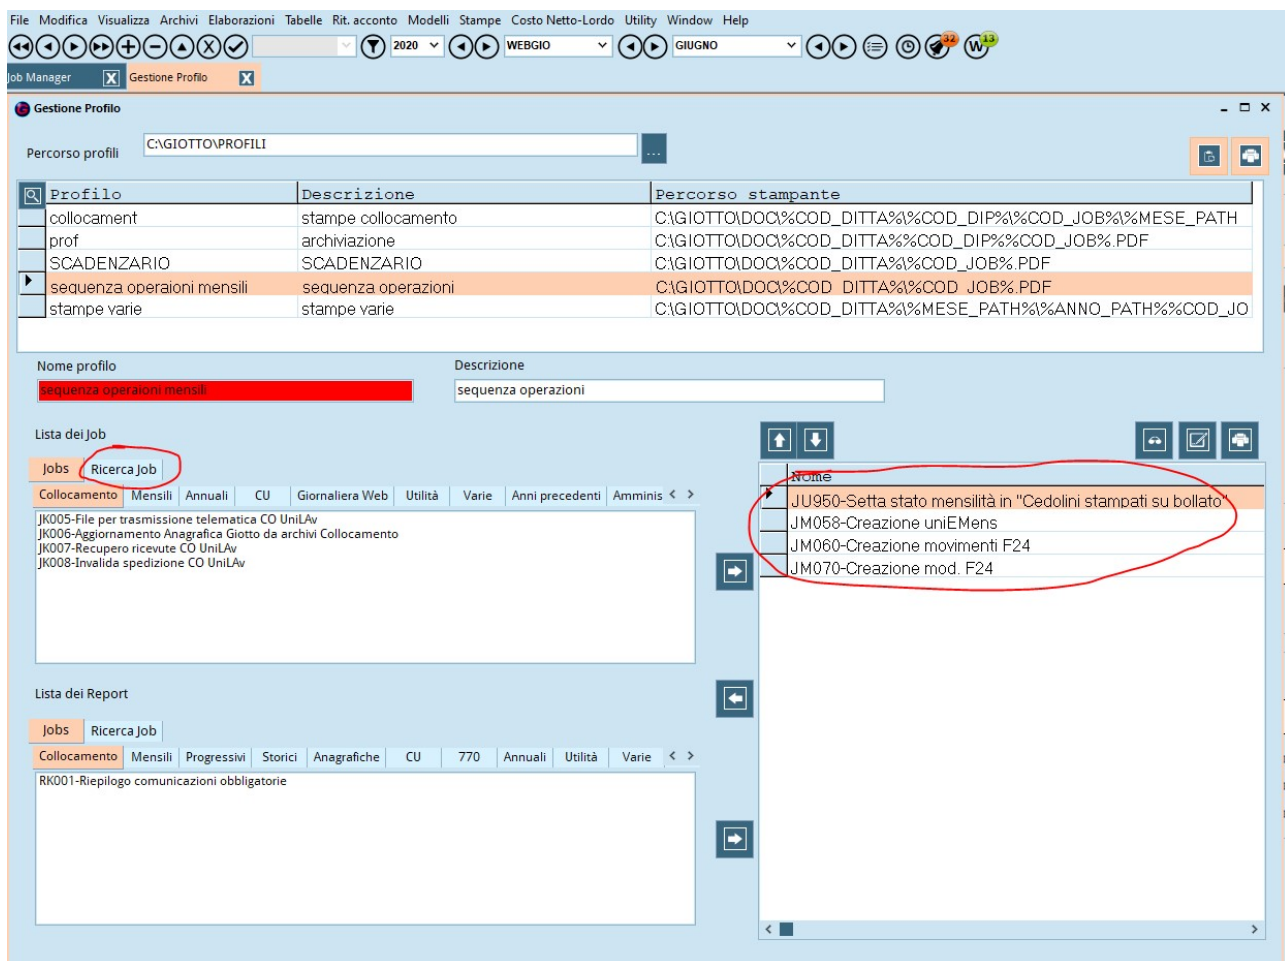 File Modifica Visualizza Archivi Elaborazioni Tabelle Rit. acconto Modelli Stampe Costo Netto-Lordo Utility Window Help
2020 WEBGIO GIUGNO 32 W 13
Job Manager X Gestione Profilo X
Gestione Profilo
Percorso profili C:\GIOTTO\PROFILI ...
Profilo Descrizione Percorso stampante
collocament stampe collocamento C:\GIOTTO\DOC\%COD_DITTA%\%COD_DIP%\%COD_JOB%\%MESE_PATH
prof archiviazione C:\GIOTTO\DOC\%COD_DITTA%%COD_DIP%%COD_JOB%.PDF
SCADENZARIO SCADENZARIO C:\GIOTTO\DOC\%COD_DITTA%\%COD_JOB%.PDF
sequenza operaioni mensili sequenza operazioni C:\GIOTTO\DOC\%COD_DITTA%\%COD_JOB%.PDF
stampe varie stampe varie C:\GIOTTO\DOC\%COD_DITTA%\%MESE_PATH%\%ANNO_PATH%%COD_JO
Nome profilo Descrizione
sequenza operaioni mensili sequenza operazioni
Lista dei Job
Jobs Ricerca Job
Collocamento Mensili Annuali CU Giornaliera Web Utilità Varie Anni precedenti Amminis
JK005-File per trasmissione telematica CO UniLAv
JK006-Aggiornamento Anagrafica Giotto da archivi Collocamento
JK007-Recupero ricevute CO UniLAv
JK008-Invalida spedizione CO UniLAv
Nome
JU950-Setta stato mensilità in "Cedolini stampati su bollato"
JM058-Creazione uniEMens
JM060-Creazione movimenti F24
JM070-Creazione mod. F24
Lista dei Report
Jobs Ricerca Job
Collocamento Mensili Progressivi Storici Anagrafiche CU 770 Annuali Utilità Varie
RK001-Riepilogo comunicazioni obbligatorie